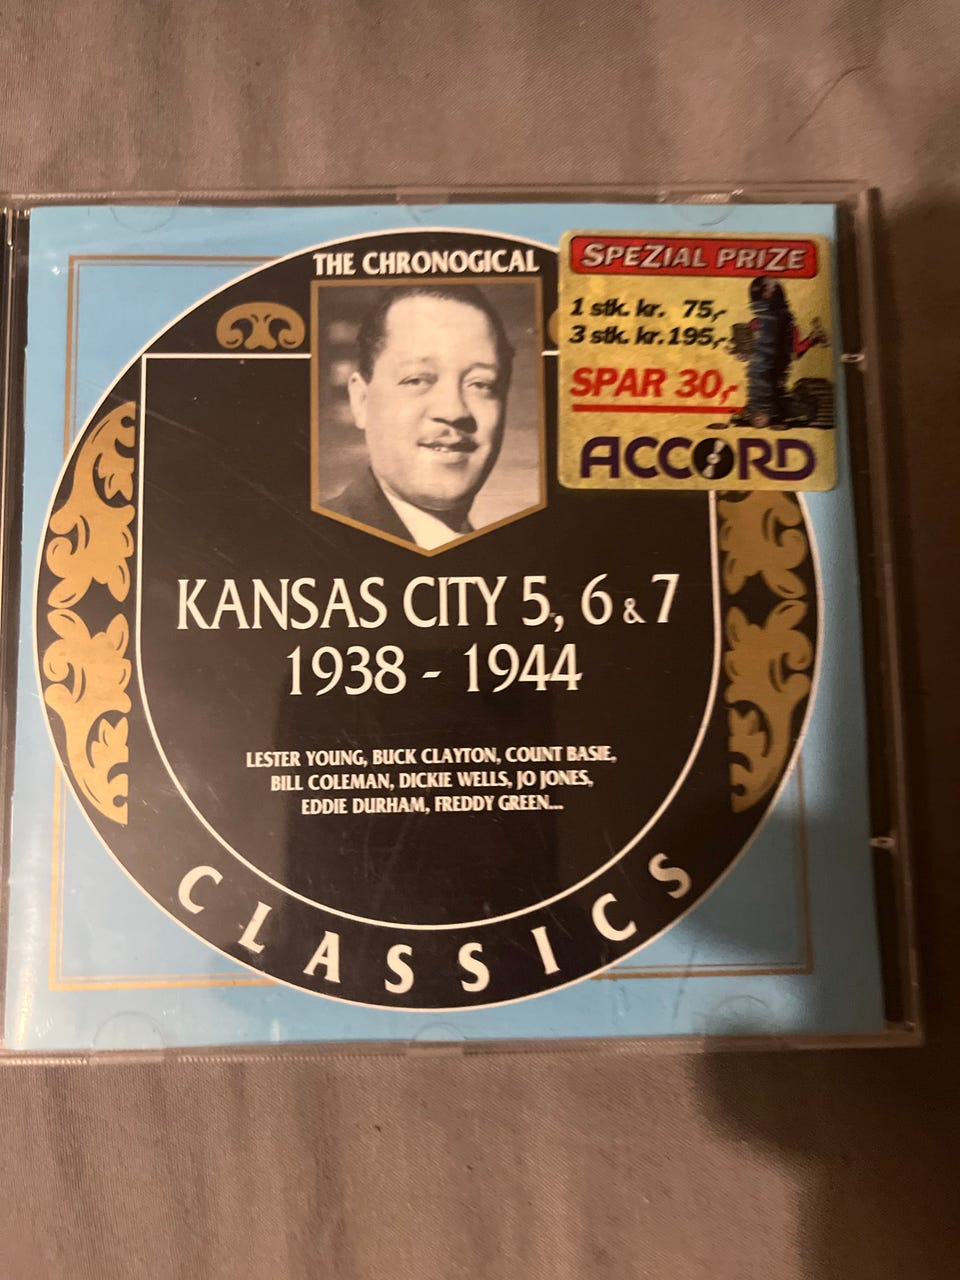 THE CHRONOGICAL
SPEZIAL PRIZE
1 stk. kr. 75,-
3 stk. kr. 195,-
SPAR 30,-
ACCORD
KANSAS CITY 5, 6 & 7
1938 - 1944
LESTER YOUNG, BUCK CLAYTON, COUNT BASIE,
BILL COLEMAN, DICKIE WELLS, JO JONES,
EDDIE DURHAM, FREDDY GREEN...
CLASSICS